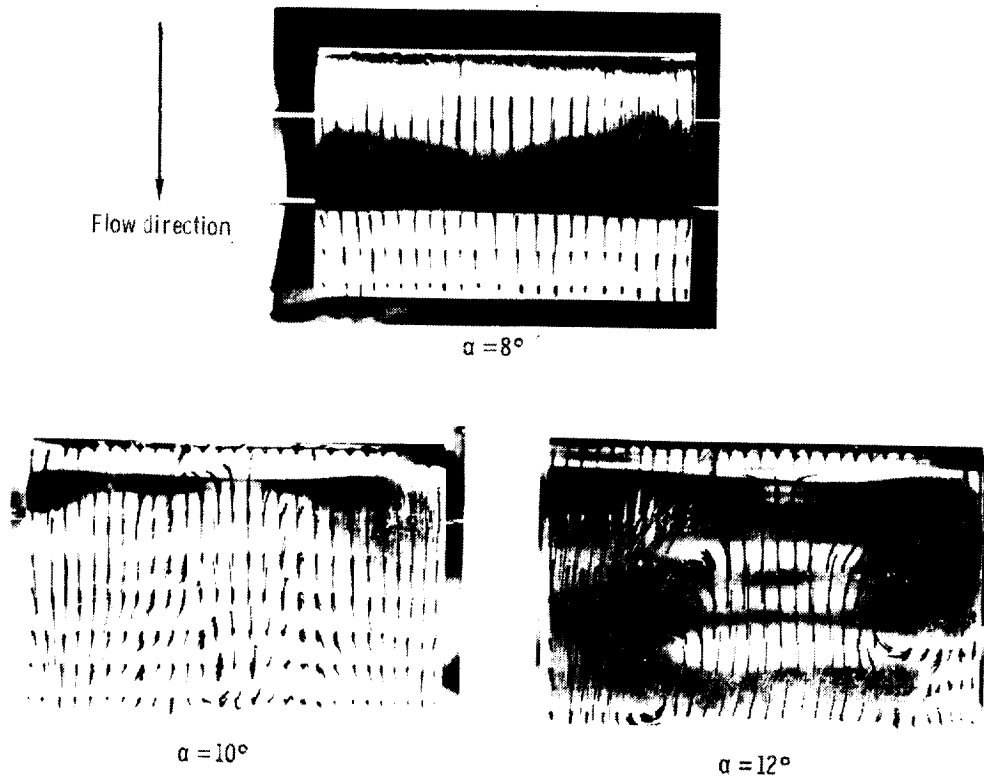 Flow direction
α = 8°
α = 10°
α = 12°